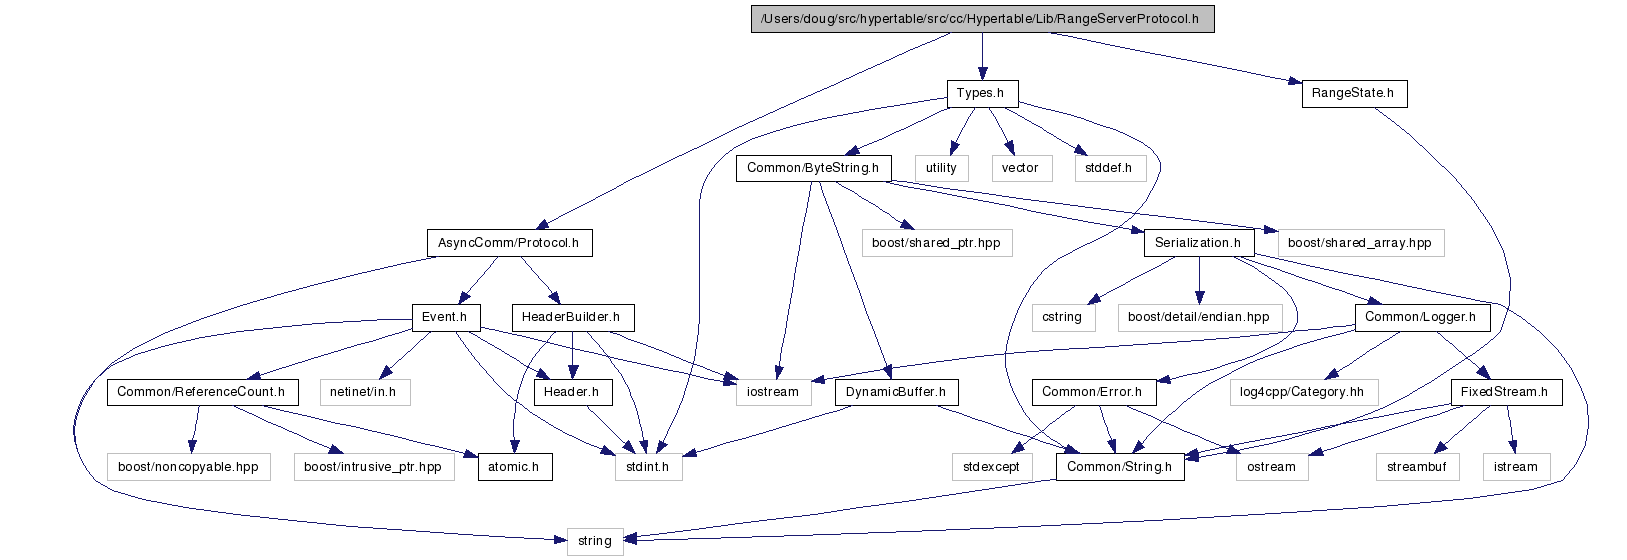 /Users/doug/src/hypertable/src/cc/Hypertable/Lib/RangeServerProtocol.h
Types.h
RangeState.h
Common/ByteString.h
utility
vector
stddef.h
AsyncComm/Protocol.h
boost/shared_ptr.hpp
Serialization.h
boost/shared_array.hpp
Event.h
HeaderBuilder.h
cstring
boost/detail/endian.hpp
Common/Logger.h
Common/ReferenceCount.h
netinet/in.h
Header.h
iostream
DynamicBuffer.h
Common/Error.h
log4cpp/Category.hh
FixedStream.h
boost/noncopyable.hpp
boost/intrusive_ptr.hpp
atomic.h
stdint.h
stdexcept
Common/String.h
ostream
streambuf
istream
string